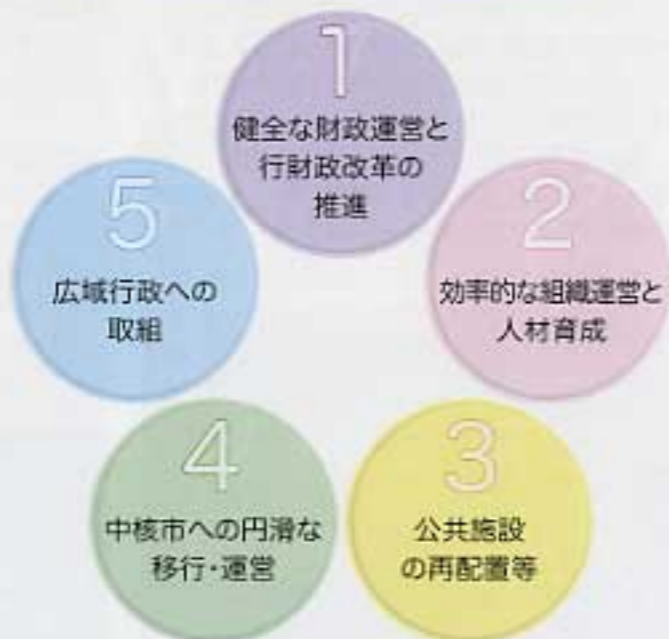 1
健全な財政運営と
行財政改革の
推進
2
効率的な組織運営と
人材育成
3
公共施設
の再配置等
4
中核市への円滑な
移行・運営
5
広域行政への
取組